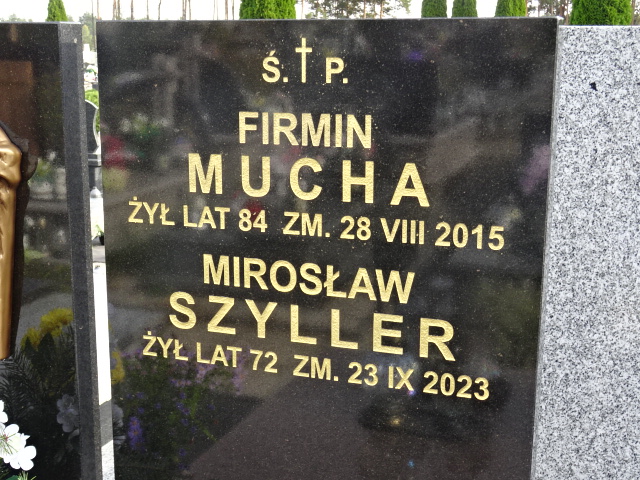 Ś. P.
FIRMIN
MUCHA
ŻYŁ LAT 84 ZM. 28 VIII 2015
MIROSŁAW
SZYLLER
ŻYŁ LAT 72 ZM. 23 IX 2023